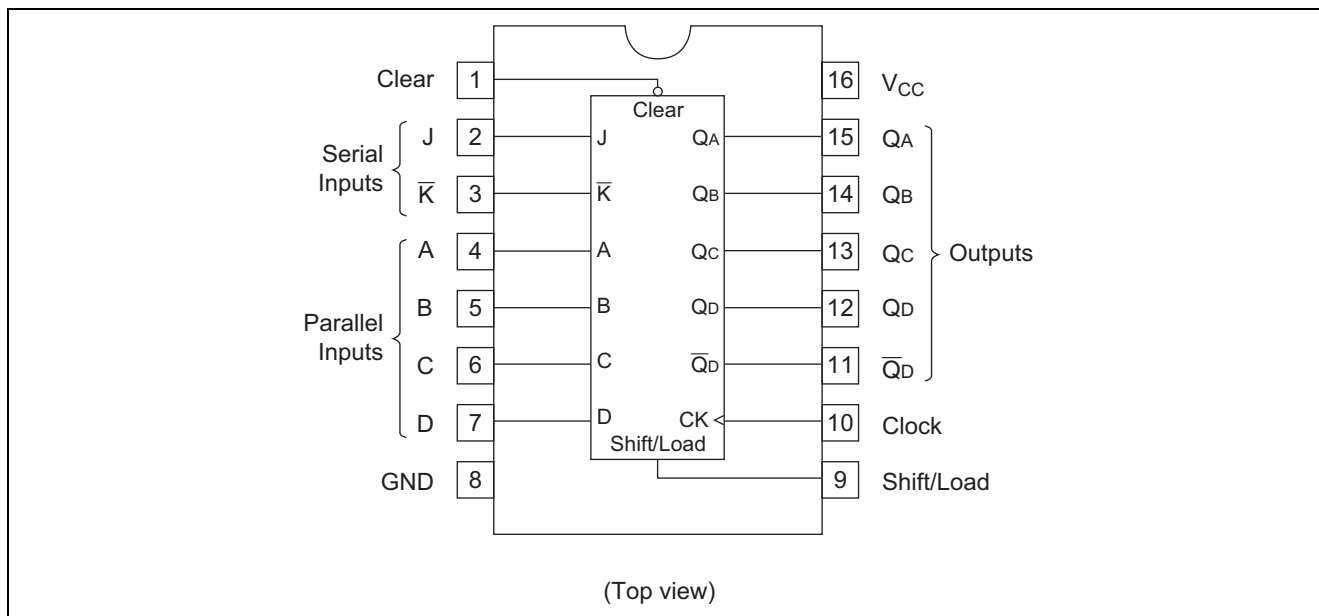 Clear 1 16 VCC
Clear
J 2 J QA 15 QA
Serial
Inputs
K̅ 3 K̅ QB 14 QB
A 4 A QC 13 QC Outputs
B 5 B QD 12 QD
Parallel
Inputs
C 6 C Q̅D 11 Q̅D
D 7 D CK 10 Clock
Shift/Load
GND 8 9 Shift/Load
(Top view)